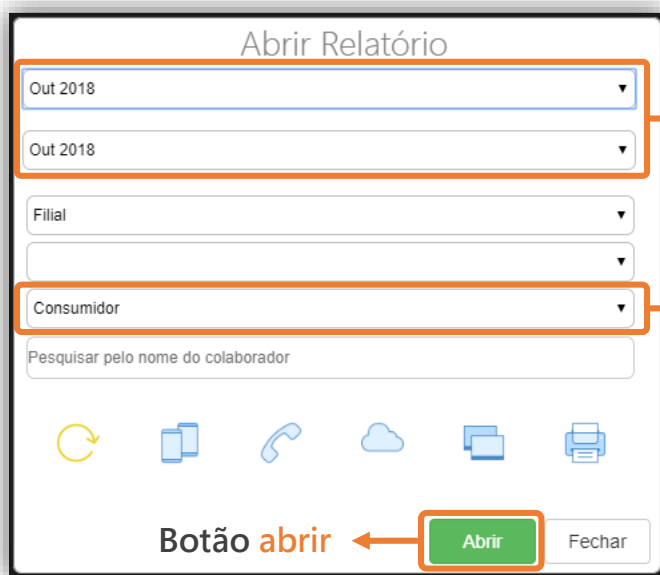 Abrir Relatório
Out 2018
Out 2018
Filial
Consumidor
Pesquisar pelo nome do colaborador
Botão abrir
Abrir
Fechar